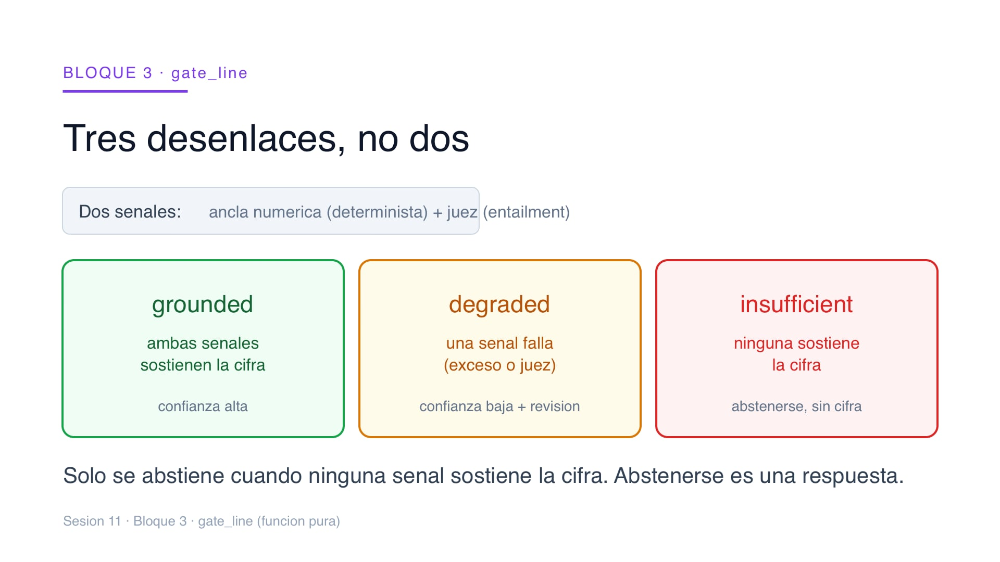 BLOQUE 3 · gate_line
Tres desenlaces, no dos
Dos senales: ancla numerica (determinista) + juez (entailment)
grounded
ambas senales
sostienen la cifra
confianza alta
degraded
una senal falla
(exceso o juez)
confianza baja + revision
insufficient
ninguna sostiene
la cifra
abstenerse, sin cifra
Solo se abstiene cuando ninguna senal sostiene la cifra. Abstenerse es una respuesta.
Sesion 11 · Bloque 3 · gate_line (funcion pura)